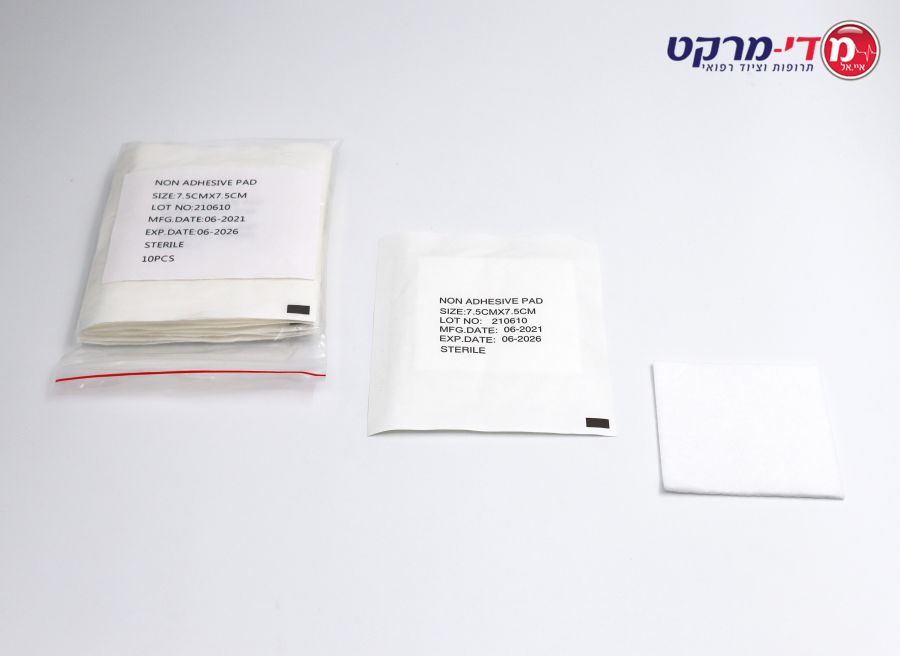 די-מרקט
מ
איי.אל
תרופות וציוד רפואי
NON ADHESIVE PAD
SIZE:7.5CMX7.5CM
LOT NO:210610
MFG.DATE:06-2021
EXP.DATE:06-2026
STERILE
10PCS
NON ADHESIVE PAD
SIZE:7.5CMX7.5CM
LOT NO: 210610
MFG.DATE: 06-2021
EXP.DATE: 06-2026
STERILE